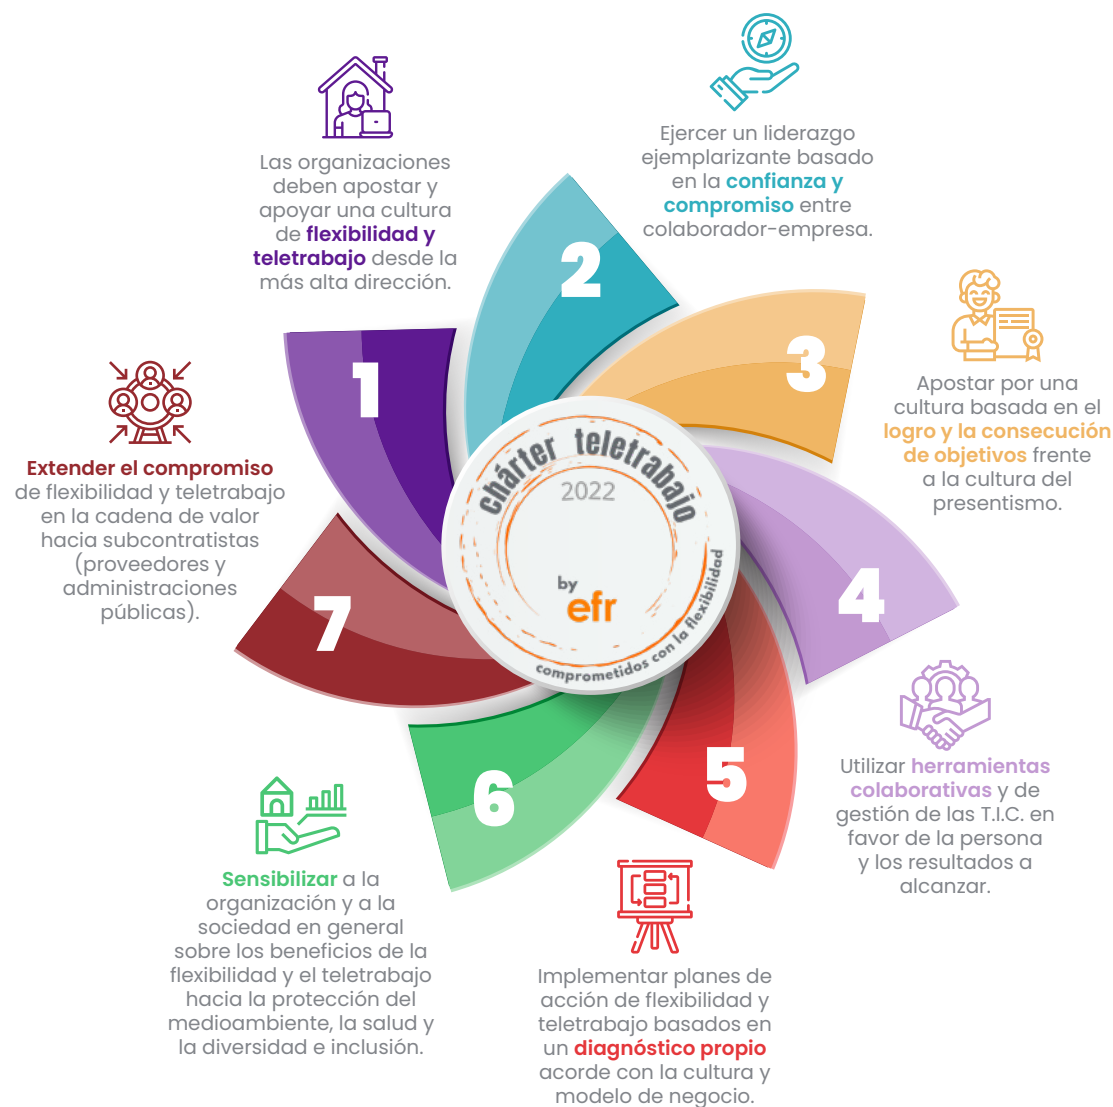 1
Las organizaciones
deben apostar y
apoyar una cultura
de flexibilidad y
teletrabajo desde la
más alta dirección.
2
Ejercer un liderazgo
ejemplarizante basado
en la confianza y
compromiso entre
colaborador-empresa.
3
Apostar por una
cultura basada en el
logro y la consecución
de objetivos frente
a la cultura del
presentismo.
4
Utilizar herramientas
colaborativas y de
gestión de las T.I.C. en
favor de la persona
y los resultados a
alcanzar.
5
Implementar planes de
acción de flexibilidad y
teletrabajo basados en
un diagnóstico propio
acorde con la cultura y
modelo de negocio.
6
Sensibilizar a la
organización y a la
sociedad en general
sobre los beneficios de la
flexibilidad y el teletrabajo
hacia la protección del
medioambiente, la salud y
la diversidad e inclusión.
7
Extender el compromiso
de flexibilidad y teletrabajo
en la cadena de valor
hacia subcontratistas
(proveedores y
administraciones
públicas).
chárter teletrabajo
2022
by
efr
comprometidos con la flexibilidad